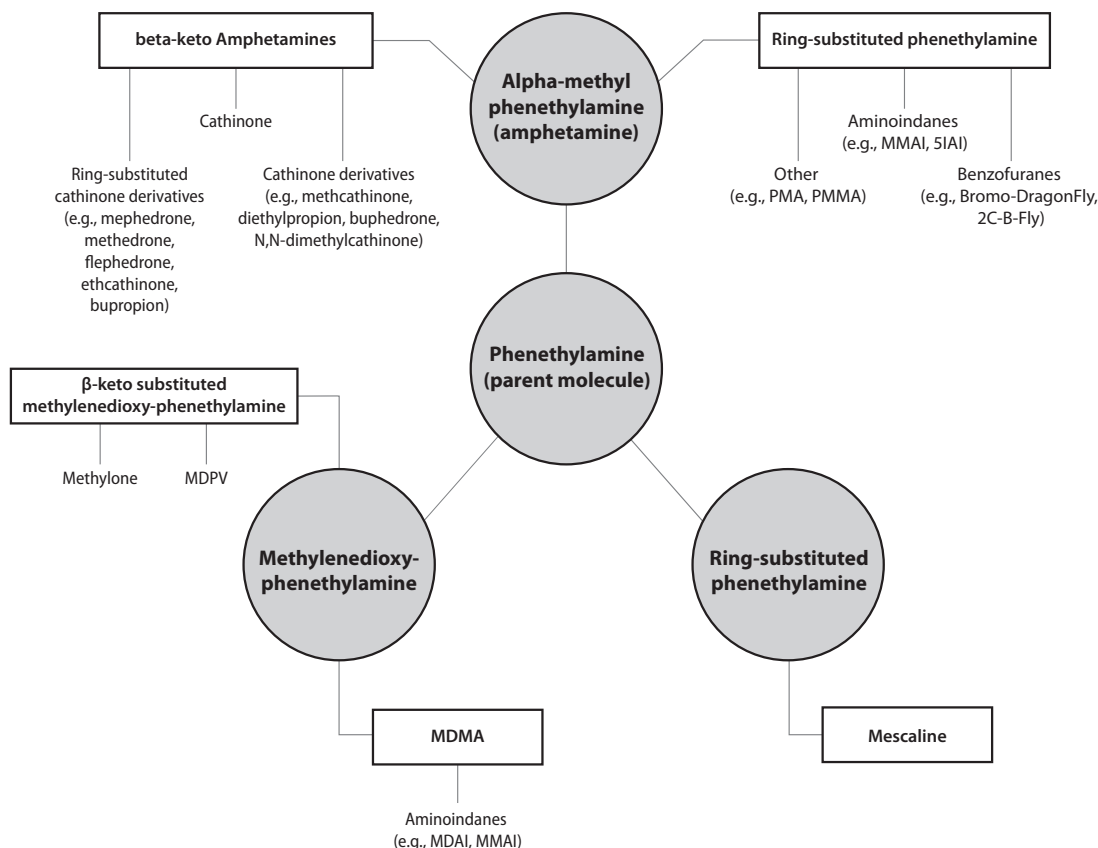 beta-keto Amphetamines
Ring-substituted phenethylamine
Alpha-methyl
phenethylamine
(amphetamine)
Cathinone
Aminoindanes
(e.g., MMAI, 5IAI)
Ring-substituted
cathinone derivatives
(e.g., mephedrone,
methedrone,
flephedrone,
ethcathinone,
bupropion)
Cathinone derivatives
(e.g., methcathinone,
diethylpropion, buphedrone,
N,N-dimethylcathinone)
Other
(e.g., PMA, PMMA)
Benzofuranes
(e.g., Bromo-DragonFly,
2C-B-Fly)
Phenethylamine
(parent molecule)
β-keto substituted
methylenedioxy-phenethylamine
Methylone
MDPV
Methylenedioxy-
phenethylamine
Ring-substituted
phenethylamine
MDMA
Mescaline
Aminoindanes
(e.g., MDAI, MMAI)